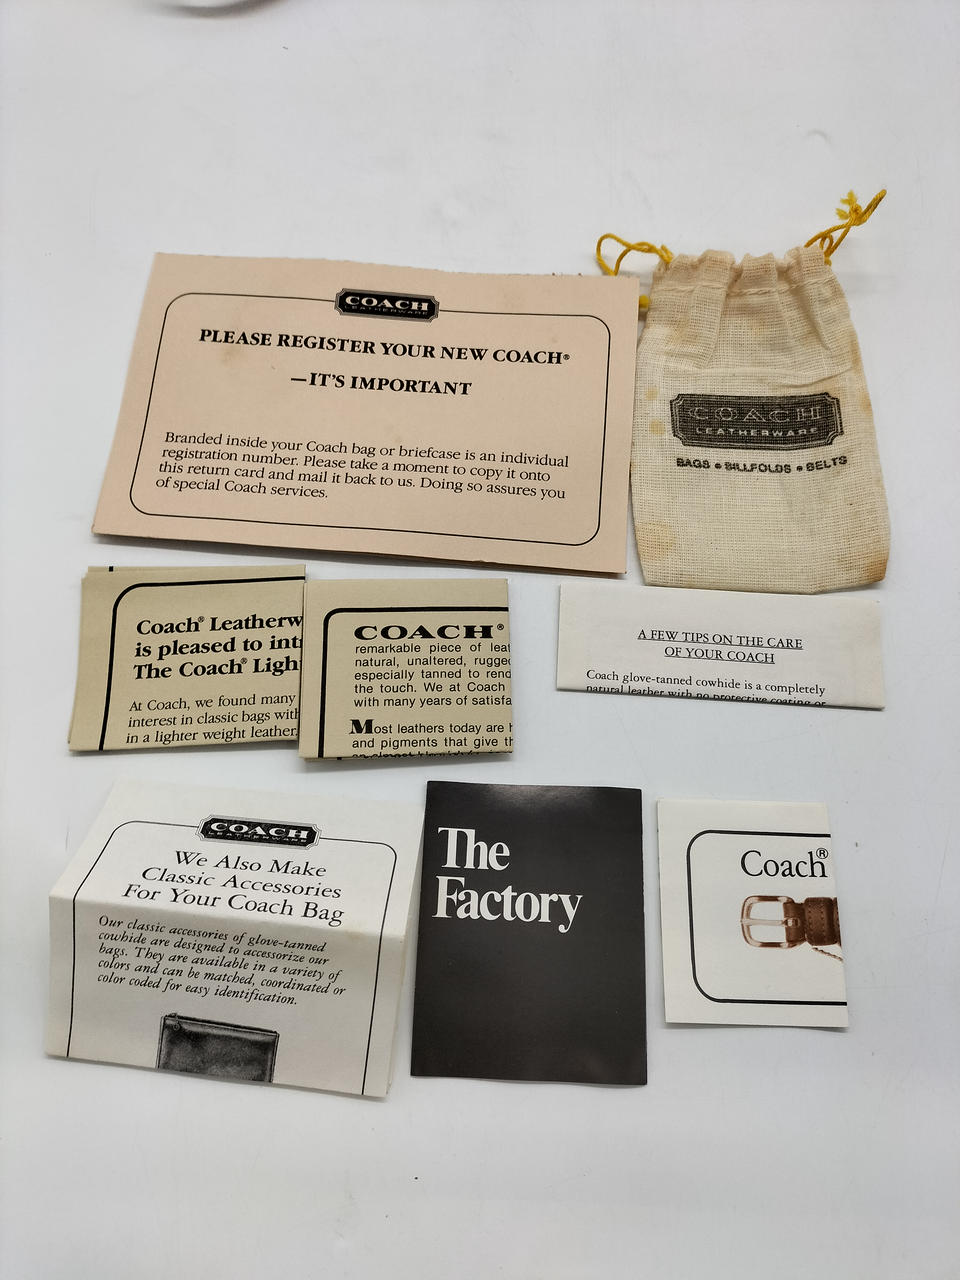 COACH
LEATHERWARE
PLEASE REGISTER YOUR NEW COACH®
—IT'S IMPORTANT
Branded inside your Coach bag or briefcase is an individual
registration number. Please take a moment to copy it onto
this return card and mail it back to us. Doing so assures you
of special Coach services.
COACH
LEATHERWARE
BAGS • BILLFOLDS • BELTS
Coach® Leatherw
is pleased to int
The Coach® Ligh
At Coach, we found many
interest in classic bags with
in a lighter weight leather.
COACH®
remarkable piece of leat
natural, unaltered, rugge
especially tanned to rend
the touch. We at Coach
with many years of satisfa
Most leathers today are h
and pigments that give th
A FEW TIPS ON THE CARE
OF YOUR COACH
Coach glove-tanned cowhide is a completely
natural leather with no protective coating or
COACH
LEATHERWARE
We Also Make
Classic Accessories
For Your Coach Bag
Our classic accessories of glove-tanned
cowhide are designed to accessorize our
bags. They are available in a variety of
colors and can be matched, coordinated or
color coded for easy identification.
The
Factory
Coach®